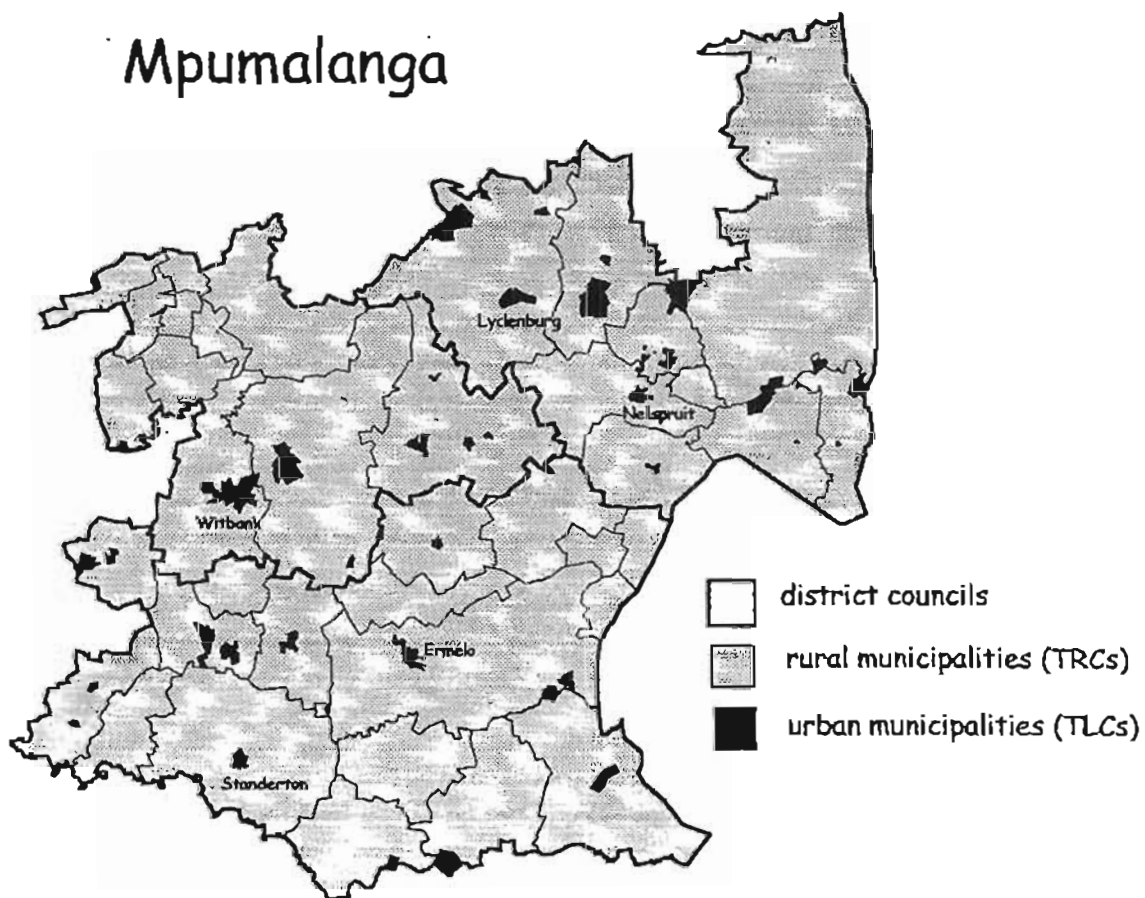 Mpumalanga
Lydenburg
Nelspruit
Witbank
Ermelo
Standerton
district councils
rural municipalities (TRCs)
urban municipalities (TLCs)